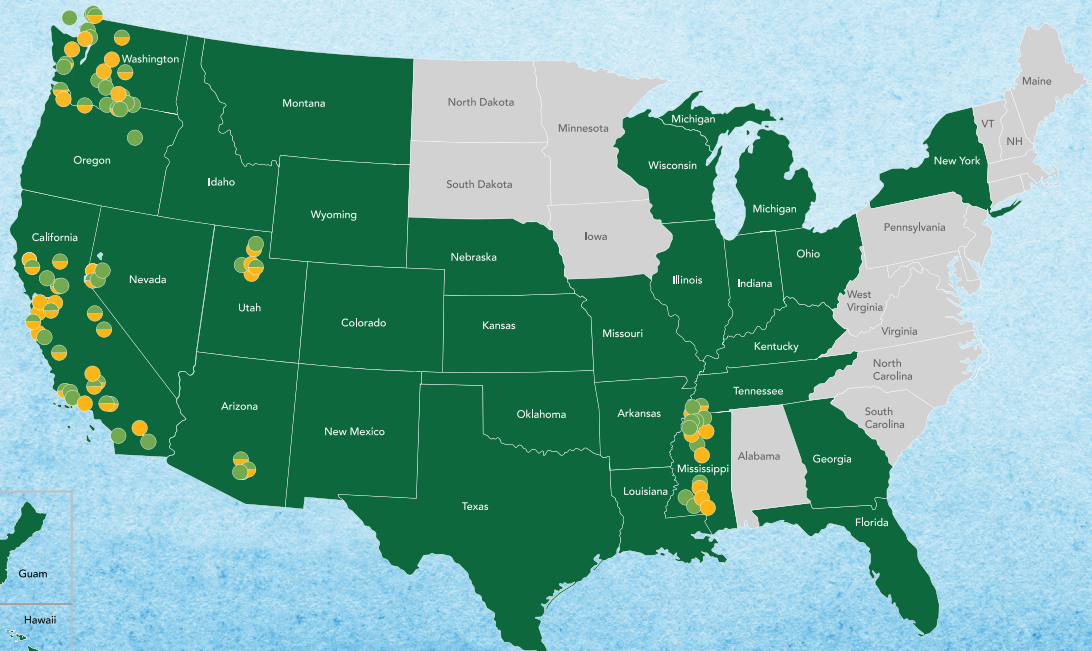 Washington
Montana
North Dakota
Minnesota
Michigan
Maine
VT
NH
Oregon
Idaho
South Dakota
Wisconsin
New York
Wyoming
Michigan
California
Iowa
Pennsylvania
Nebraska
Ohio
Nevada
Illinois
Indiana
Utah
West
Virginia
Colorado
Kansas
Missouri
Virginia
Kentucky
North
Carolina
Tennessee
Arizona
New Mexico
Oklahoma
Arkansas
South
Carolina
Alabama
Georgia
Mississippi
Louisiana
Texas
Florida
Guam
Hawaii